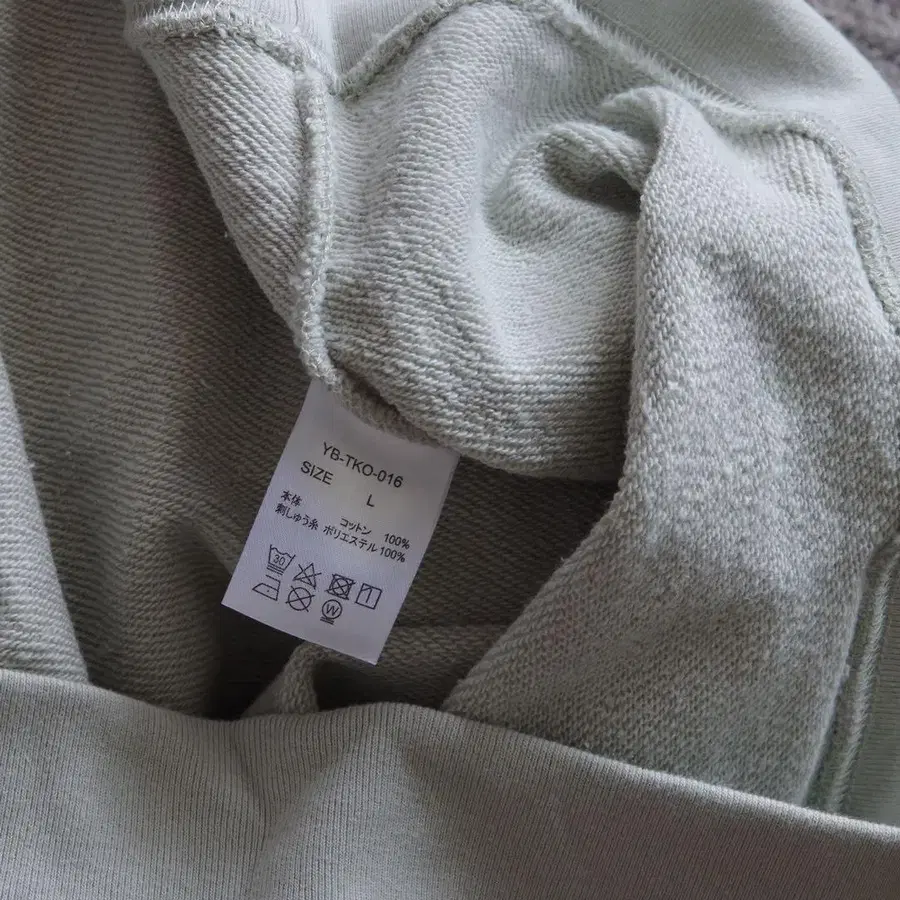 YB-TKO-016
SIZE L
本体 コットン 100%
刺しゅう糸 ポリエステル 100%
30
W